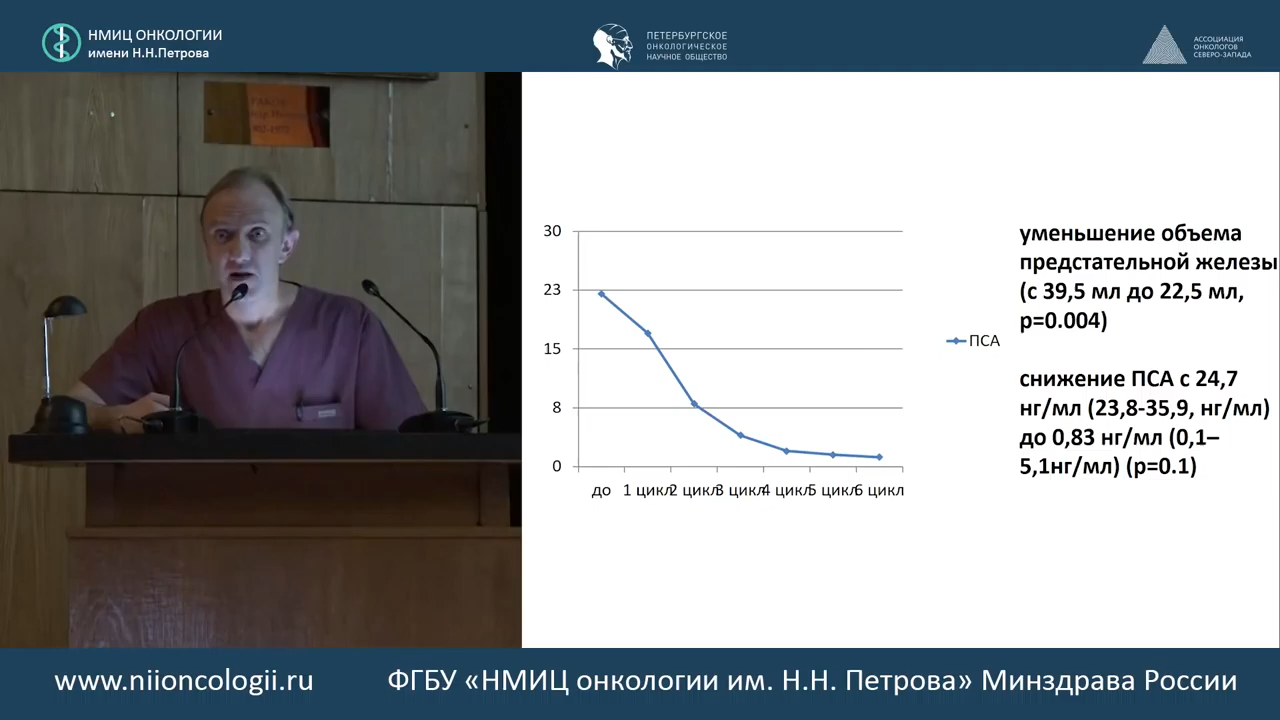 НМИЦ ОНКОЛОГИИ
имени Н.Н.Петрова
ПЕТЕРБУРГСКОЕ
ОНКОЛОГИЧЕСКОЕ
НАУЧНОЕ ОБЩЕСТВО
АССОЦИАЦИЯ
ОНКОЛОГОВ
СЕВЕРО-ЗАПАДА
30
23
15
8
0
до 1 цикл 2 цикл 3 цикл 4 цикл 5 цикл 6 цикл
ПСА
уменьшение объема
предстательной железы
(с 39,5 мл до 22,5 мл,
р=0.004)
снижение ПСА с 24,7
нг/мл (23,8-35,9, нг/мл)
до 0,83 нг/мл (0,1–
5,1нг/мл) (р=0.1)
www.niioncologii.ru
ФГБУ «НМИЦ онкологии им. Н.Н. Петрова» Минздрава России